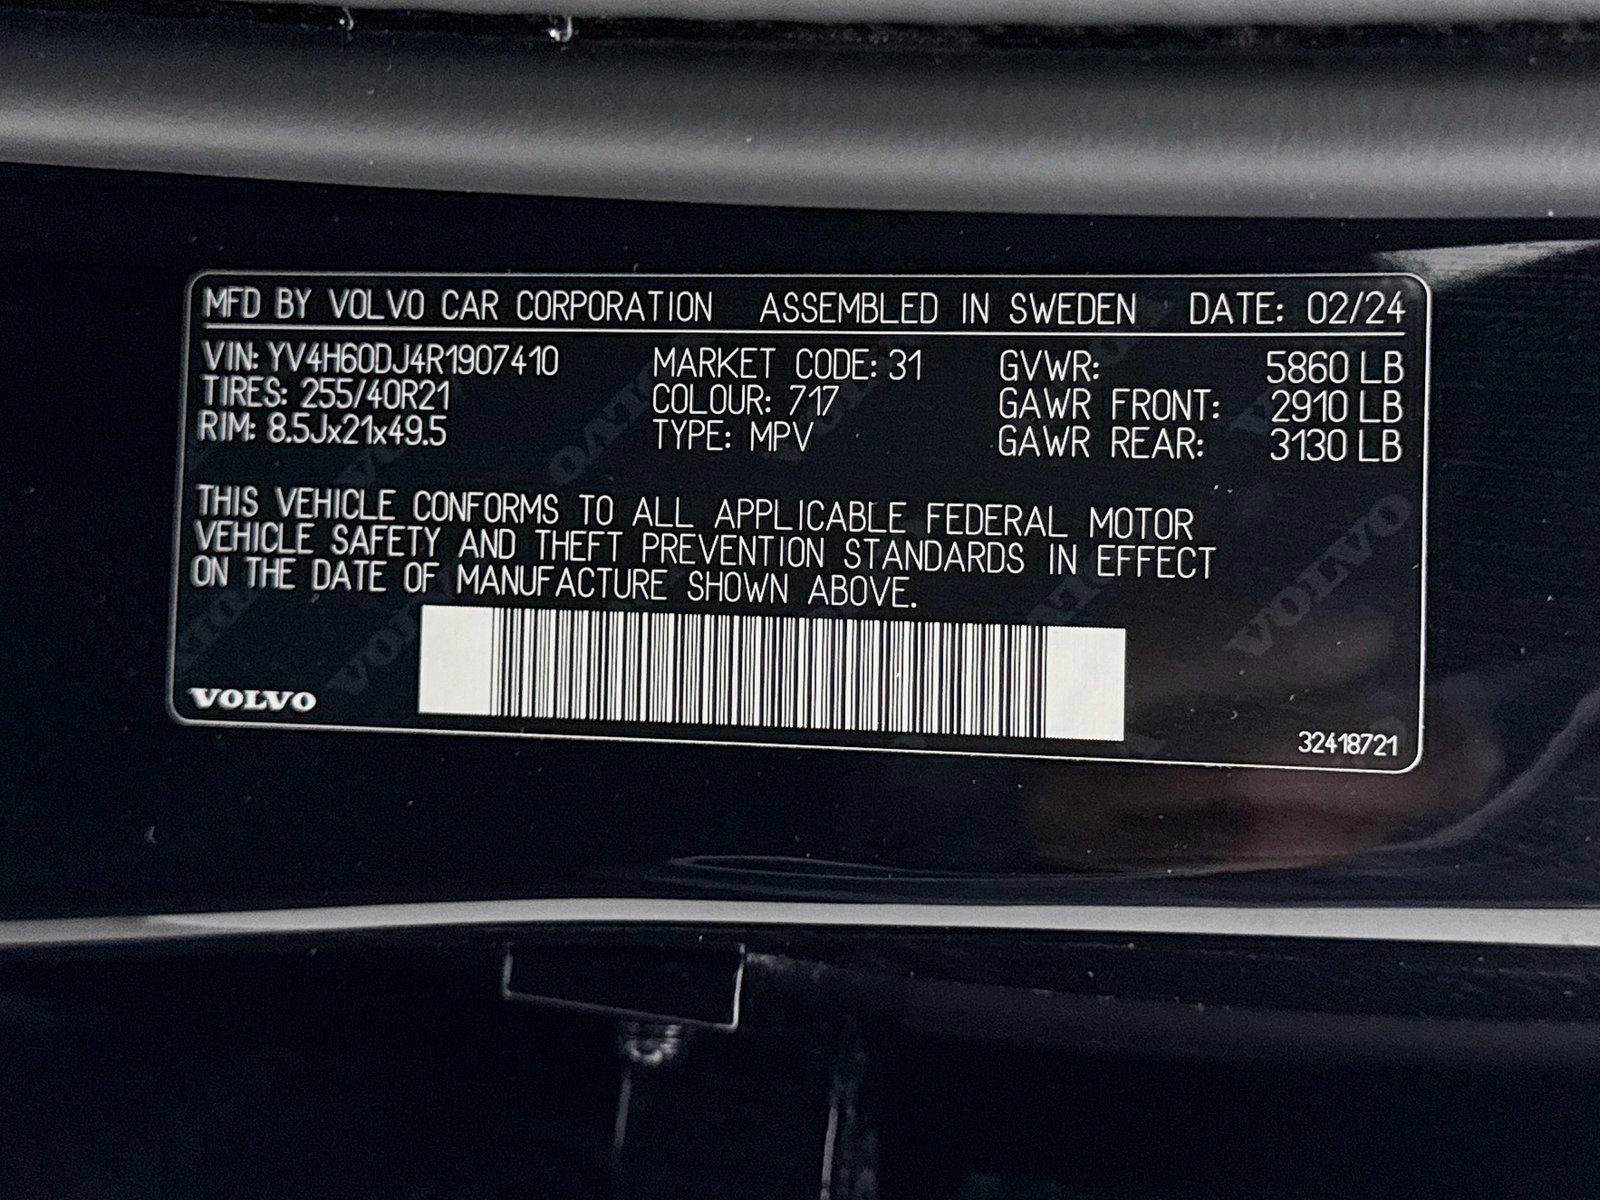 MFD BY VOLVO CAR CORPORATION ASSEMBLED IN SWEDEN DATE: 02/24
VIN: YV4H60DJ4R1907410 MARKET CODE: 31 GVWR: 5860 LB
TIRES: 255/40R21 COLOUR: 717 GAWR FRONT: 2910 LB
RIM: 8.5Jx21x49.5 TYPE: MPV GAWR REAR: 3130 LB
THIS VEHICLE CONFORMS TO ALL APPLICABLE FEDERAL MOTOR
VEHICLE SAFETY AND THEFT PREVENTION STANDARDS IN EFFECT
ON THE DATE OF MANUFACTURE SHOWN ABOVE.
VOLVO
32418721